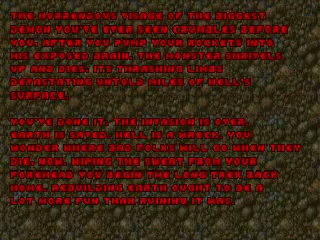 THE HORRENDOUS VISAGE OF THE BIGGEST
DEMON YOU'VE EVER SEEN CRUMBLES BEFORE
YOU, AFTER YOU PUMP YOUR ROCKETS INTO
HIS EXPOSED BRAIN. THE MONSTER SHRIVELS
UP AND DIES, ITS THRASHING LIMBS
DEVASTATING UNTOLD MILES OF HELL'S
SURFACE.
YOU'VE DONE IT. THE INVASION IS OVER.
EARTH IS SAVED. HELL IS A WRECK. YOU
WONDER WHERE BAD FOLKS WILL GO WHEN THEY
DIE, NOW. WIPING THE SWEAT FROM YOUR
FOREHEAD YOU BEGIN THE LONG TREK BACK
HOME. REBUILDING EARTH OUGHT TO BE A
LOT MORE FUN THAN RUINING IT WAS